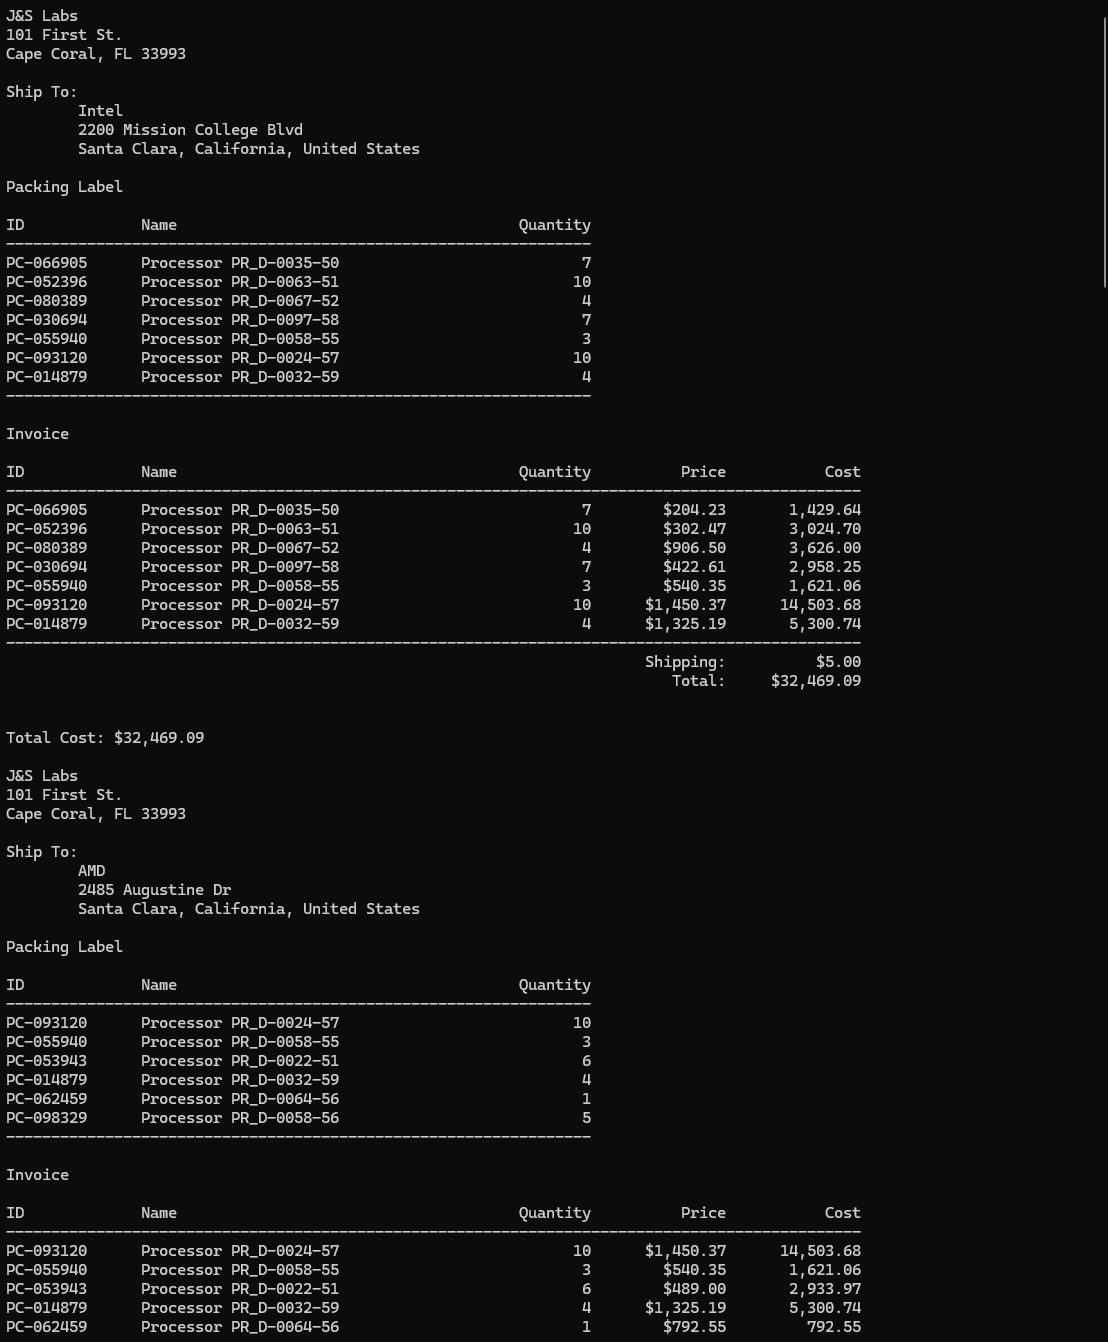 J&S Labs
101 First St.
Cape Coral, FL 33993
Ship To:
Intel
2200 Mission College Blvd
Santa Clara, California, United States
Packing Label
ID Name Quantity
PC-066905 Processor PR_D-0035-50 7
PC-052396 Processor PR_D-0063-51 10
PC-080389 Processor PR_D-0067-52 4
PC-030694 Processor PR_D-0097-58 7
PC-055940 Processor PR_D-0058-55 3
PC-093120 Processor PR_D-0024-57 10
PC-014879 Processor PR_D-0032-59 4
Invoice
ID Name Quantity Price Cost
PC-066905 Processor PR_D-0035-50 7 $204.23 1,429.64
PC-052396 Processor PR_D-0063-51 10 $302.47 3,024.70
PC-080389 Processor PR_D-0067-52 4 $906.50 3,626.00
PC-030694 Processor PR_D-0097-58 7 $422.61 2,958.25
PC-055940 Processor PR_D-0058-55 3 $540.35 1,621.06
PC-093120 Processor PR_D-0024-57 10 $1,450.37 14,503.68
PC-014879 Processor PR_D-0032-59 4 $1,325.19 5,300.74
Shipping: $5.00
Total: $32,469.09
Total Cost: $32,469.09
J&S Labs
101 First St.
Cape Coral, FL 33993
Ship To:
AMD
2485 Augustine Dr
Santa Clara, California, United States
Packing Label
ID Name Quantity
PC-093120 Processor PR_D-0024-57 10
PC-055940 Processor PR_D-0058-55 3
PC-053943 Processor PR_D-0022-51 6
PC-014879 Processor PR_D-0032-59 4
PC-062459 Processor PR_D-0064-56 1
PC-098329 Processor PR_D-0058-56 5
Invoice
ID Name Quantity Price Cost
PC-093120 Processor PR_D-0024-57 10 $1,450.37 14,503.68
PC-055940 Processor PR_D-0058-55 3 $540.35 1,621.06
PC-053943 Processor PR_D-0022-51 6 $489.00 2,933.97
PC-014879 Processor PR_D-0032-59 4 $1,325.19 5,300.74
PC-062459 Processor PR_D-0064-56 1 $792.55 792.55